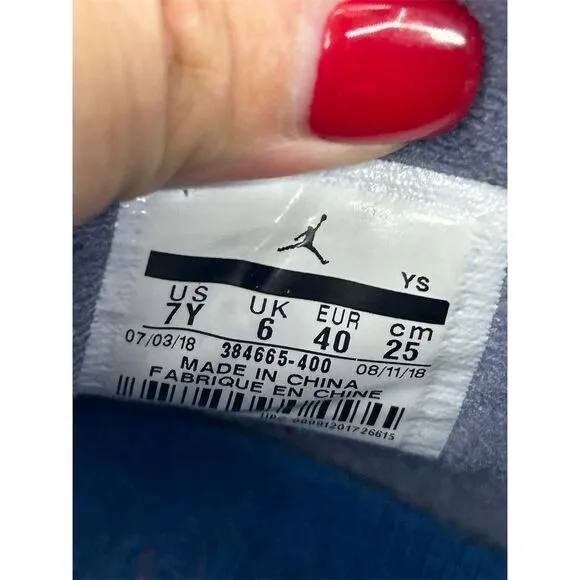 YS
US UK EUR cm
7Y 6 40 25
07/03/18 384665-400 08/11/18
MADE IN CHINA
FABRIQUE EN CHINE
00091201726615